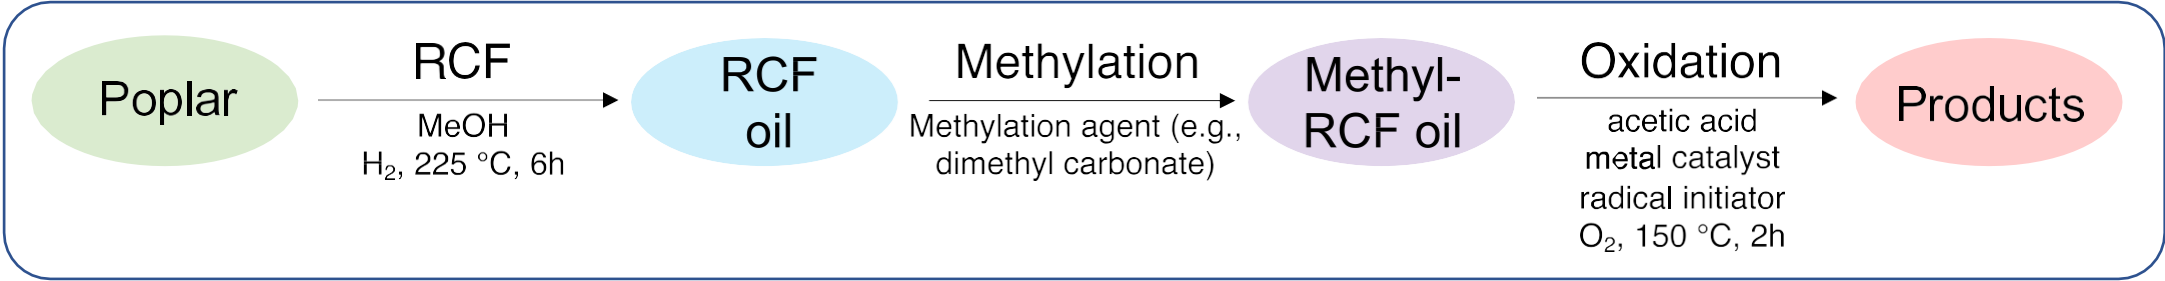 Poplar
RCF
MeOH
H₂, 225 °C, 6h
RCF
oil
Methylation
Methylation agent (e.g.,
dimethyl carbonate)
Methyl-
RCF oil
Oxidation
acetic acid
metal catalyst
radical initiator
O₂, 150 °C, 2h
Products